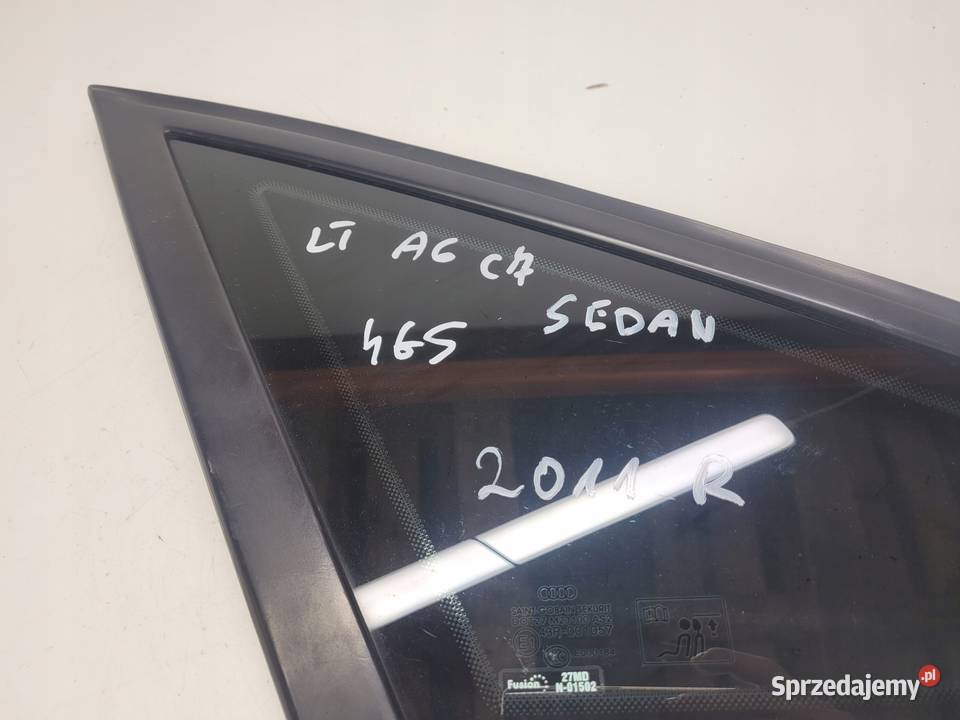 LT A6 C7
4G5 SEDAN
2011 R
SAINT-GOBAIN SEKURIT
Fusion 27MD
N-01502
Sprzedajemy.pl